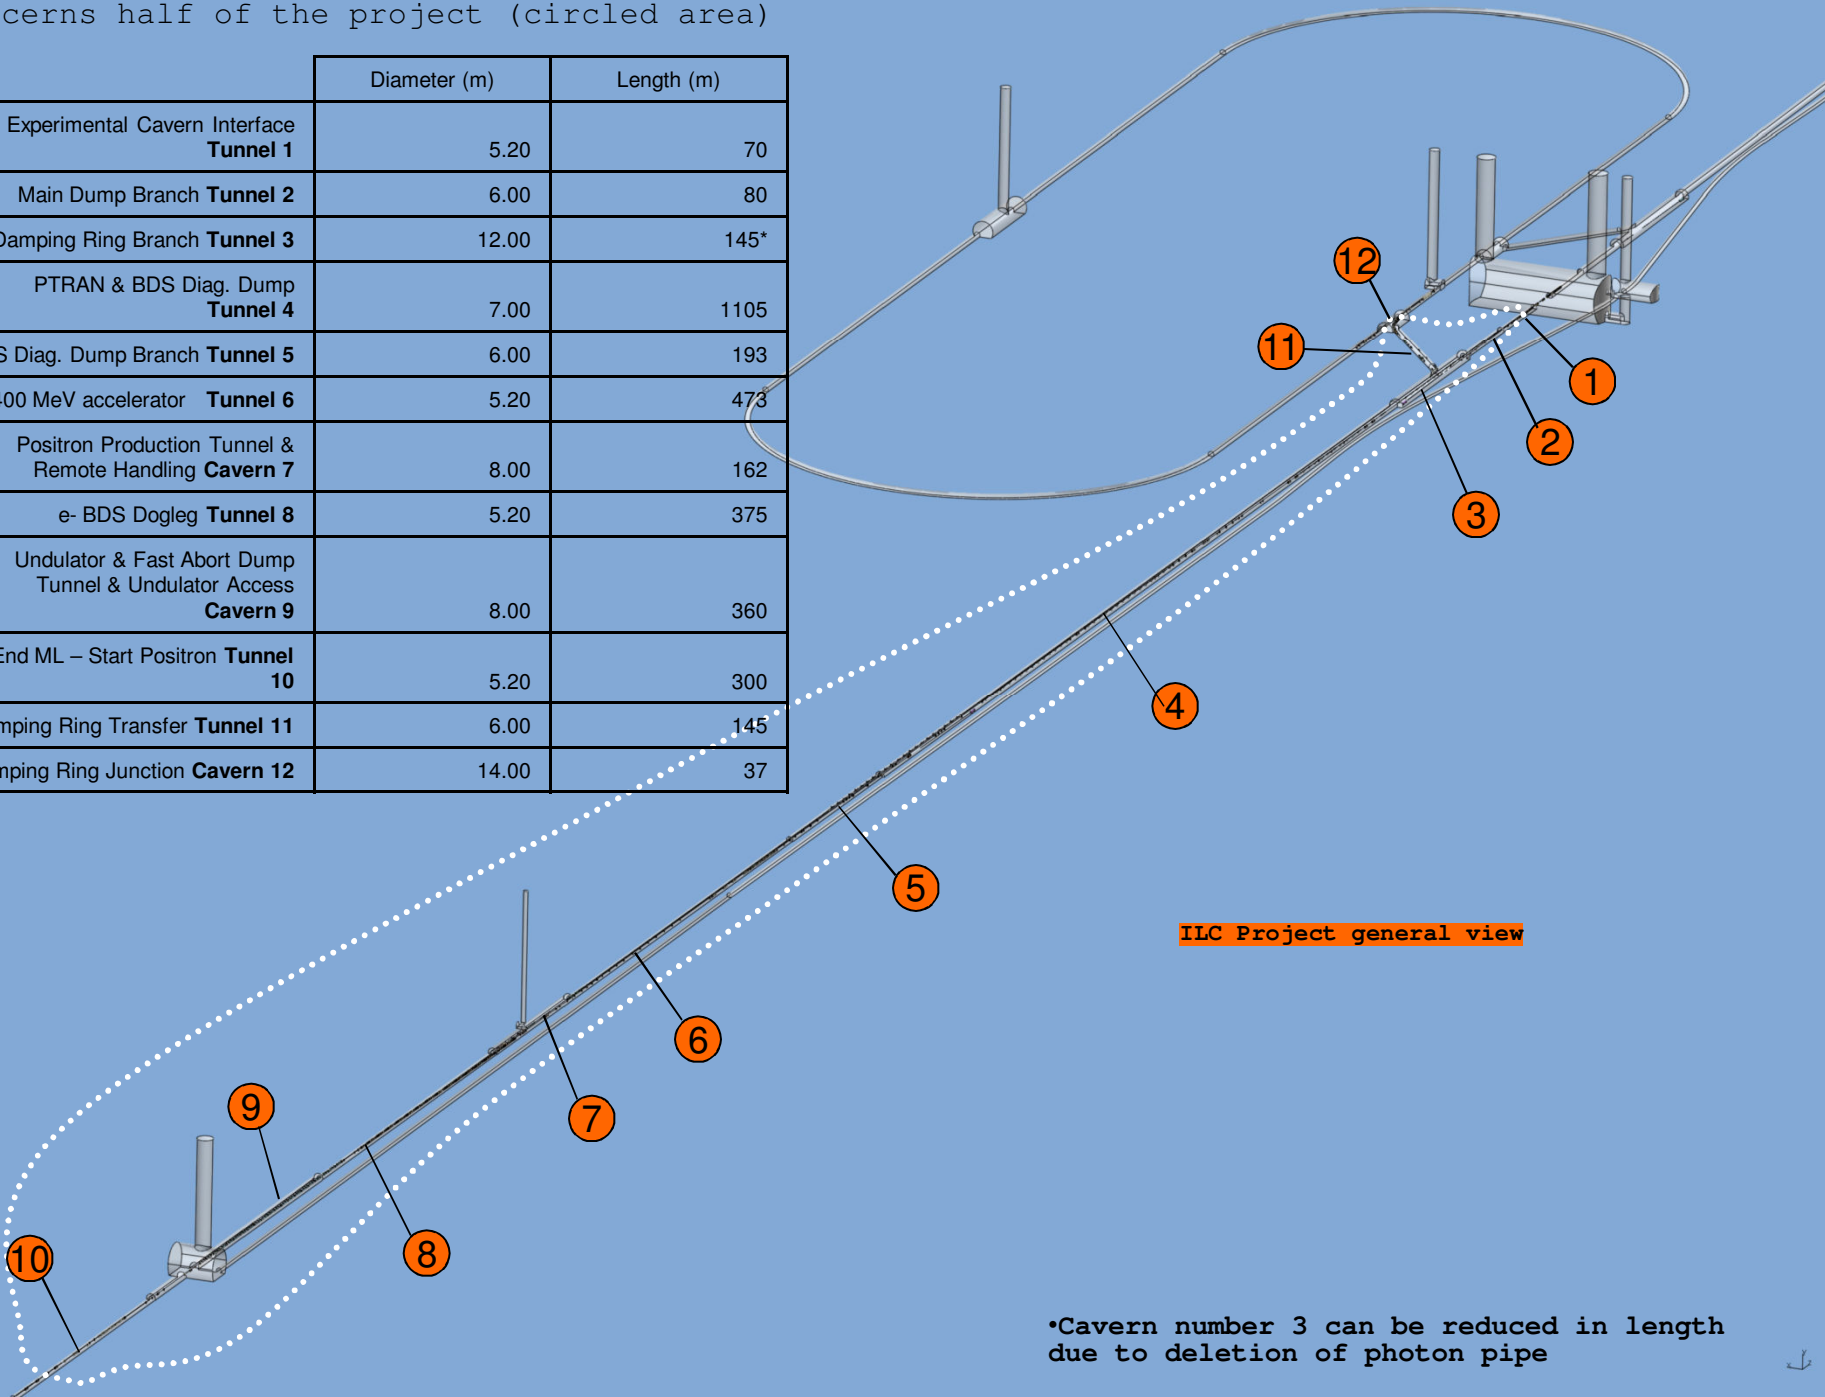 cerns half of the project (circled area)
Diameter (m) Length (m)
Experimental Cavern Interface
Tunnel 1 5.20 70
Main Dump Branch Tunnel 2 6.00 80
Damping Ring Branch Tunnel 3 12.00 145*
PTRAN & BDS Diag. Dump
Tunnel 4 7.00 1105
S Diag. Dump Branch Tunnel 5 6.00 193
400 MeV accelerator Tunnel 6 5.20 473
Positron Production Tunnel &
Remote Handling Cavern 7 8.00 162
e- BDS Dogleg Tunnel 8 5.20 375
Undulator & Fast Abort Dump
Tunnel & Undulator Access
Cavern 9 8.00 360
End ML – Start Positron Tunnel
10 5.20 300
mping Ring Transfer Tunnel 11 6.00 145
mping Ring Junction Cavern 12 14.00 37
12
11
1
2
3
4
5
6
7
9
8
10
ILC Project general view
•Cavern number 3 can be reduced in length
due to deletion of photon pipe